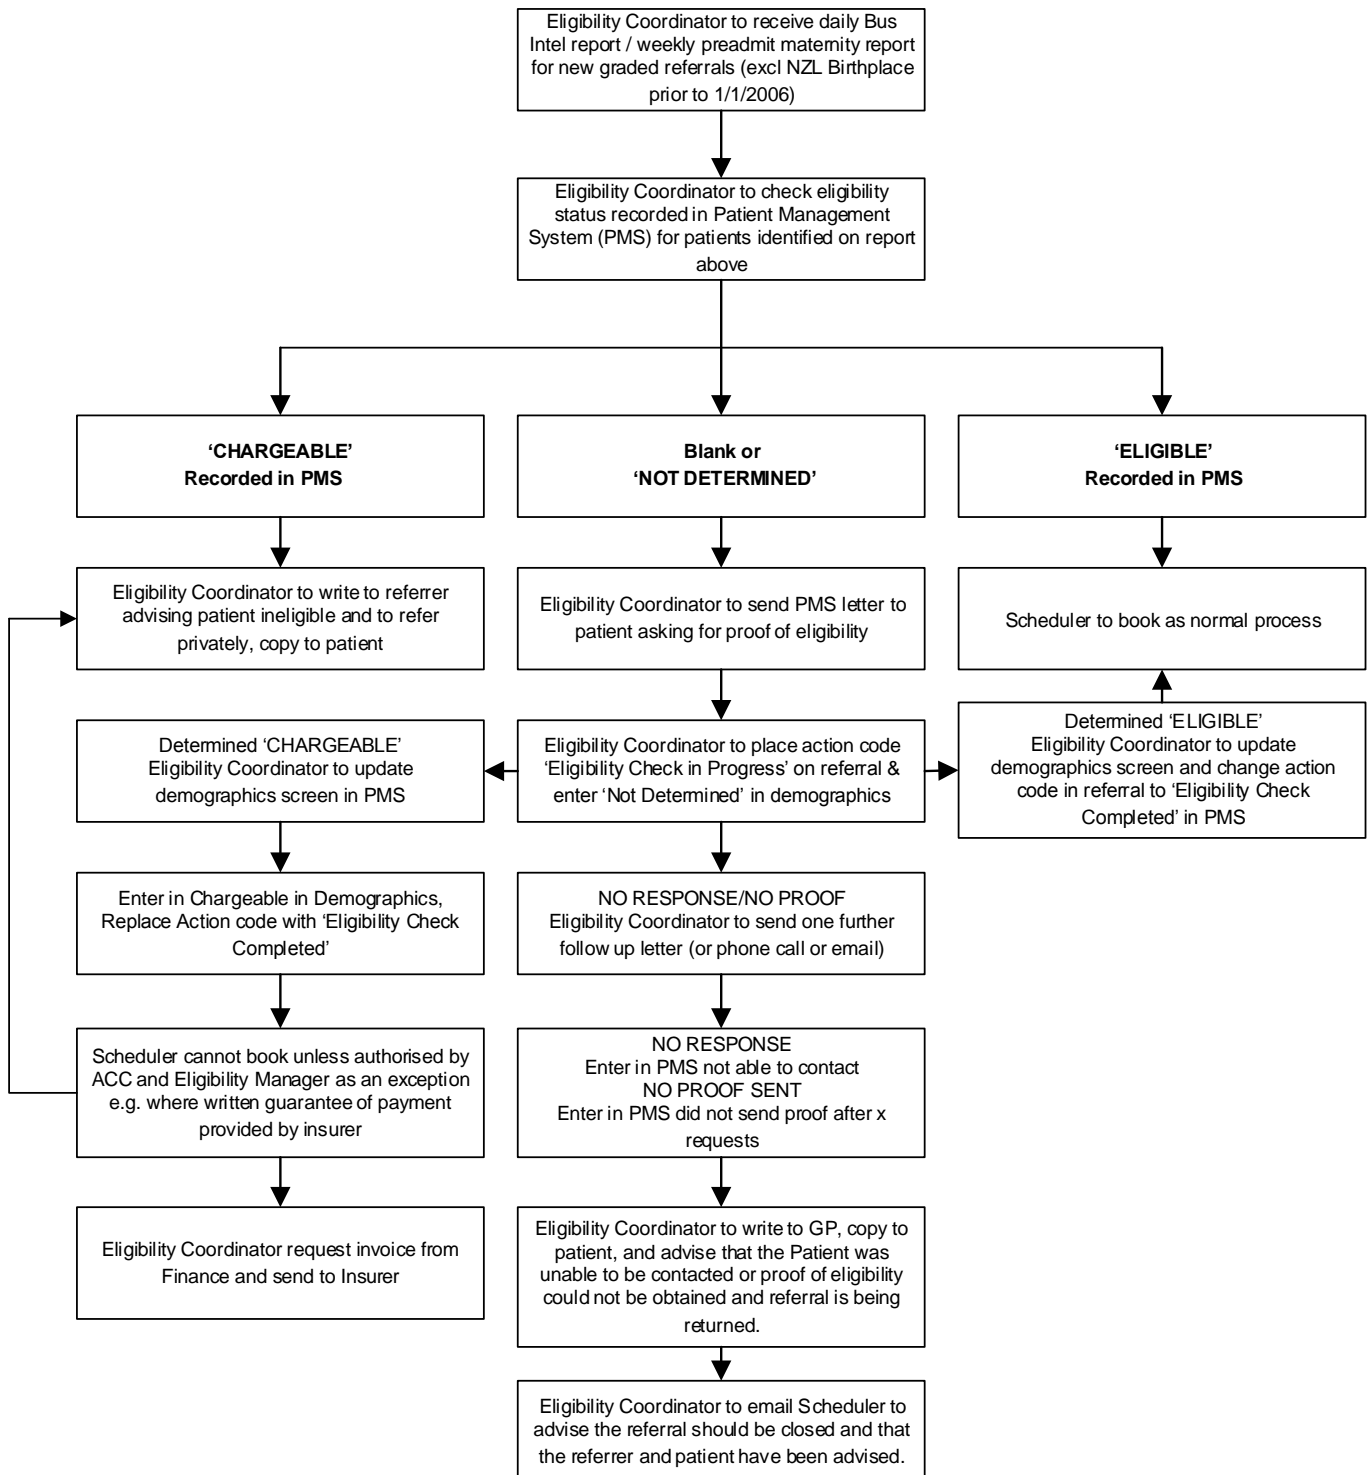 Eligibility Coordinator to receive daily Bus
Intel report / weekly preadmit maternity report
for new graded referrals (excl NZL Birthplace
prior to 1/1/2006)
Eligibility Coordinator to check eligibility
status recorded in Patient Management
System (PMS) for patients identified on report
above
‘CHARGEABLE’
Recorded in PMS
Blank or
‘NOT DETERMINED’
‘ELIGIBLE’
Recorded in PMS
Eligibility Coordinator to write to referrer
advising patient ineligible and to refer
privately, copy to patient
Eligibility Coordinator to send PMS letter to
patient asking for proof of eligibility
Scheduler to book as normal process
Determined ‘CHARGEABLE’
Eligibility Coordinator to update
demographics screen in PMS
Eligibility Coordinator to place action code
‘Eligibility Check in Progress’ on referral &
enter ‘Not Determined’ in demographics
Determined ‘ELIGIBLE’
Eligibility Coordinator to update
demographics screen and change action
code in referral to ‘Eligibility Check
Completed’ in PMS
Enter in Chargeable in Demographics,
Replace Action code with ‘Eligibility Check
Completed’
NO RESPONSE/NO PROOF
Eligibility Coordinator to send one further
follow up letter (or phone call or email)
Scheduler cannot book unless authorised by
ACC and Eligibility Manager as an exception
e.g. where written guarantee of payment
provided by insurer
NO RESPONSE
Enter in PMS not able to contact
NO PROOF SENT
Enter in PMS did not send proof after x
requests
Eligibility Coordinator request invoice from
Finance and send to Insurer
Eligibility Coordinator to write to GP, copy to
patient, and advise that the Patient was
unable to be contacted or proof of eligibility
could not be obtained and referral is being
returned.
Eligibility Coordinator to email Scheduler to
advise the referral should be closed and that
the referrer and patient have been advised.